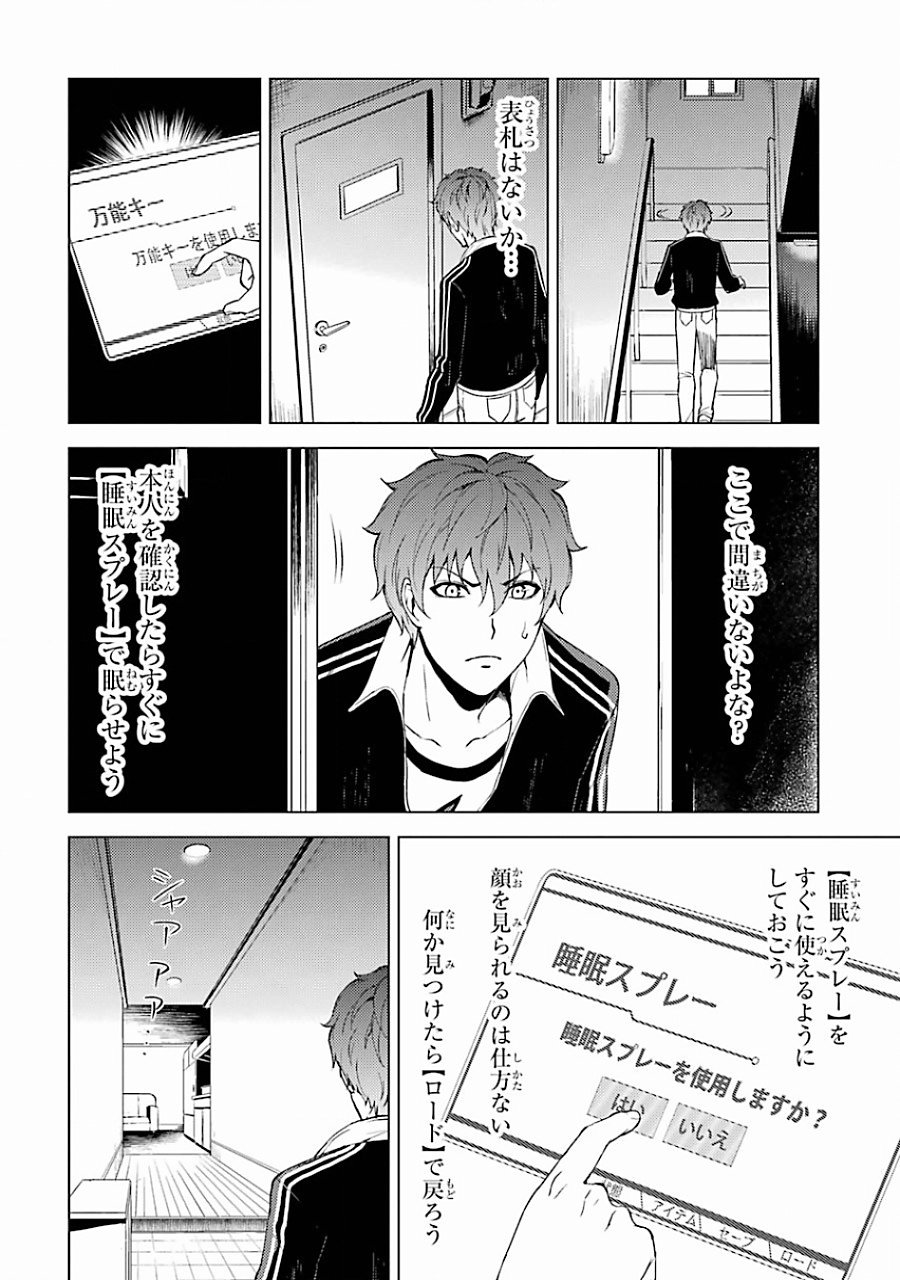 表札はないか…
万能キー
万能キーを使用しま
は
ここで間違いないよな？
本人を確認したらすぐに
【睡眠スプレー】で眠らせよう
【睡眠スプレー】を
すぐに使えるように
しておこう
睡眠スプレー
睡眠スプレーを使用しますか？
はい
いいえ
アイテム
セーブ
ロード
顔を見られるのは仕方ない
何か見つけたら【ロード】で戻ろう
シャアアア